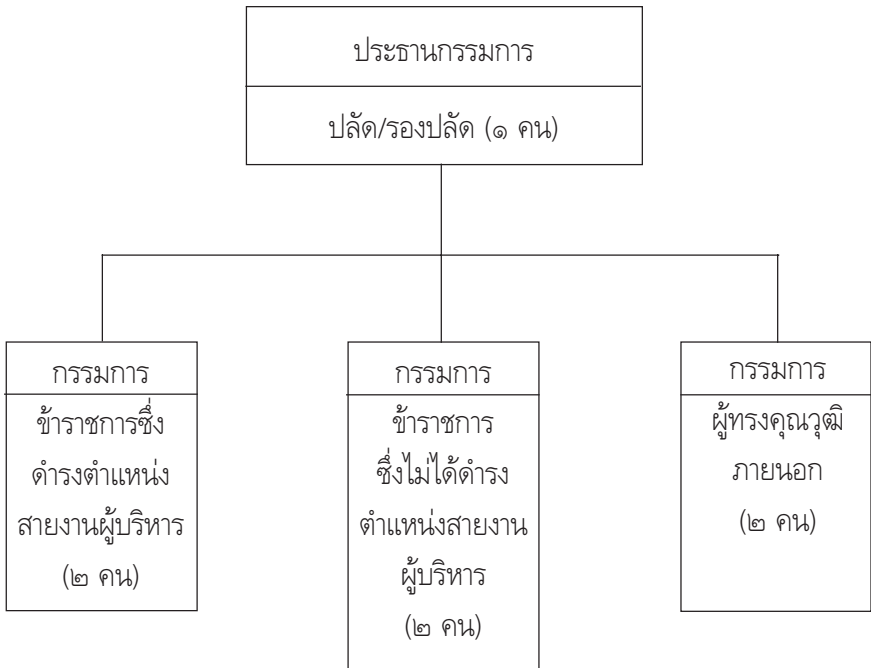 ประธานกรรมการ
ปลัด/รองปลัด (๑ คน)
กรรมการ
ข้าราชการซึ่ง
ดำรงตำแหน่ง
สายงานผู้บริหาร
(๒ คน)
กรรมการ
ข้าราชการ
ซึ่งไม่ได้ดำรง
ตำแหน่งสายงาน
ผู้บริหาร
(๒ คน)
กรรมการ
ผู้ทรงคุณวุฒิ
ภายนอก
(๒ คน)